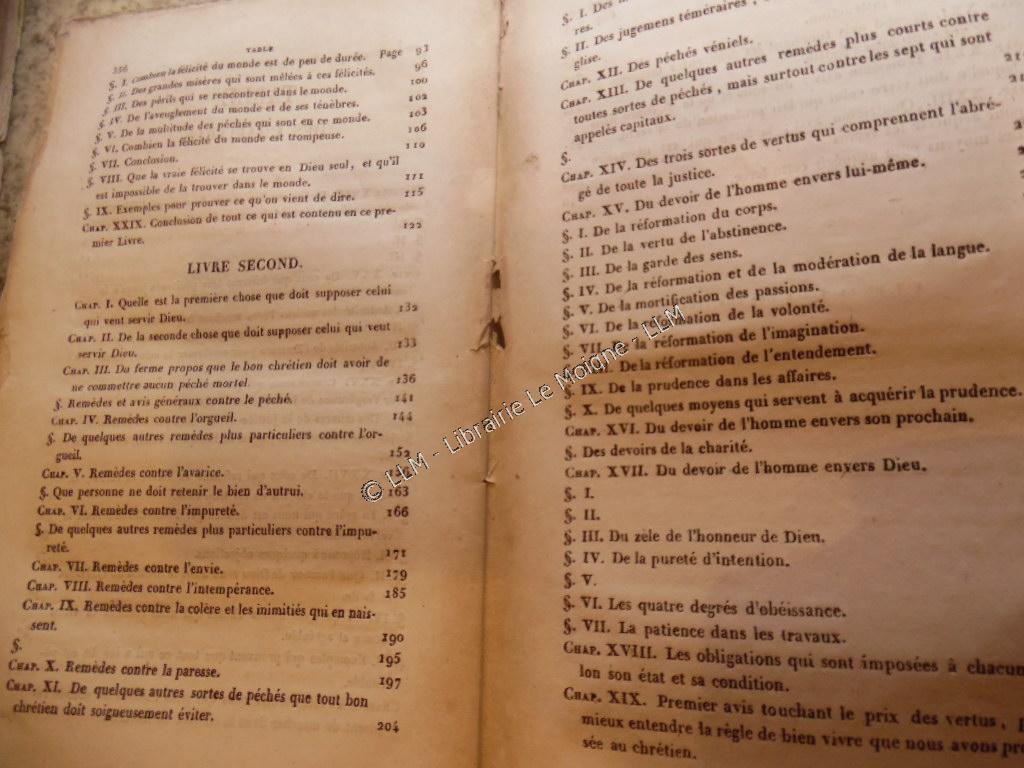 356
TABLE
§. I. Combien la félicité du monde est de peu de durée. Page 93
§. II. Des grandes misères qui sont mêlées à ces félicités. 96
§. III. Des périls qui se rencontrent dans le monde. 100
§. IV. De l'aveuglement du monde et de ses ténèbres. 102
§. V. De la multitude des péchés qui sont en ce monde. 103
§. VI. Combien la félicité du monde est trompeuse. 106
§. VII. Conclusion. 110
§. VIII. Que la vraie félicité se trouve en Dieu seul, et qu'il
est impossible de la trouver dans le monde. 111
§. IX. Exemples pour prouver ce qu'on vient de dire. 115
CHAP. XXIX. Conclusion de tout ce qui est contenu en ce pre-
mier Livre. 122
LIVRE SECOND.
CHAP. I. Quelle est la première chose que doit supposer celui
qui veut servir Dieu. 132
CHAP. II. De la seconde chose que doit supposer celui qui veut
servir Dieu. 133
CHAP. III. Du ferme propos que le bon chrétien doit avoir de
ne commettre aucun péché mortel. 136
§. Remèdes et avis généraux contre le péché. 141
CHAP. IV. Remèdes contre l'orgueil. 144
§. De quelques autres remèdes plus particuliers contre l'or-
gueil. 152
CHAP. V. Remèdes contre l'avarice.
§. Que personne ne doit retenir le bien d'autrui. 163
CHAP. VI. Remèdes contre l'impureté. 166
§. De quelques autres remèdes plus particuliers contre l'impu-
reté. 171
CHAP. VII. Remèdes contre l'envie. 179
CHAP. VIII. Remèdes contre l'intempérance. 185
CHAP. IX. Remèdes contre la colère et les inimitiés qui en nais-
sent. 190
§. 195
CHAP. X. Remèdes contre la paresse. 197
CHAP. XI. De quelques autres sortes de péchés que tout bon
chrétien doit soigneusement éviter. 204
§. I. Des
res.
§. II. Des jugemens téméraires,
glise.
CHAP. XII. Des péchés véniels.
CHAP. XIII. De quelques autres remèdes plus courts contre
toutes sortes de péchés, mais surtout contre les sept qui sont
appelés capitaux.
§.
CHAP. XIV. Des trois sortes de vertus qui comprennent l'abré-
gé de toute la justice.
CHAP. XV. Du devoir de l'homme envers lui-même.
§. I. De la réformation du corps.
§. II. De la vertu de l'abstinence.
§. III. De la garde des sens.
§. IV. De la réformation et de la modération de la langue.
§. V. De la mortification des passions.
§. VI. De la réformation de la volonté.
§. VII. De la réformation de l'imagination.
§. VIII. De la réformation de l'entendement.
§. IX. De la prudence dans les affaires.
§. X. De quelques moyens qui servent à acquérir la prudence.
CHAP. XVI. Du devoir de l'homme envers son prochain.
§. Des devoirs de la charité.
CHAP. XVII. Du devoir de l'homme envers Dieu.
§. I.
§. II.
§. III. Du zèle de l'honneur de Dieu.
§. IV. De la pureté d'intention.
§. V.
§. VI. Les quatre degrés d'obéissance.
§. VII. La patience dans les travaux.
CHAP. XVIII. Les obligations qui sont imposées à chacun
lon son état et sa condition.
CHAP. XIX. Premier avis touchant le prix des vertus,
mieux entendre la règle de bien vivre que nous avons
sée au chrétien.
© LLM - Librairie Le Moigne - LLM